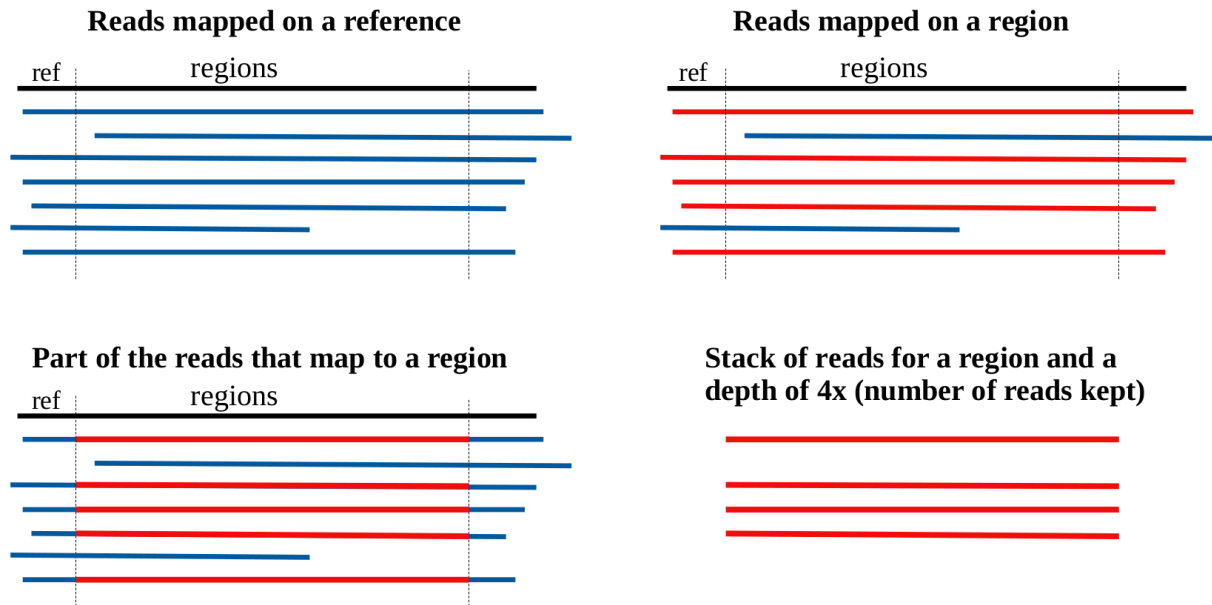 Reads mapped on a reference
ref regions
Reads mapped on a region
ref regions
Part of the reads that map to a region
ref regions
Stack of reads for a region and a
depth of 4x (number of reads kept)